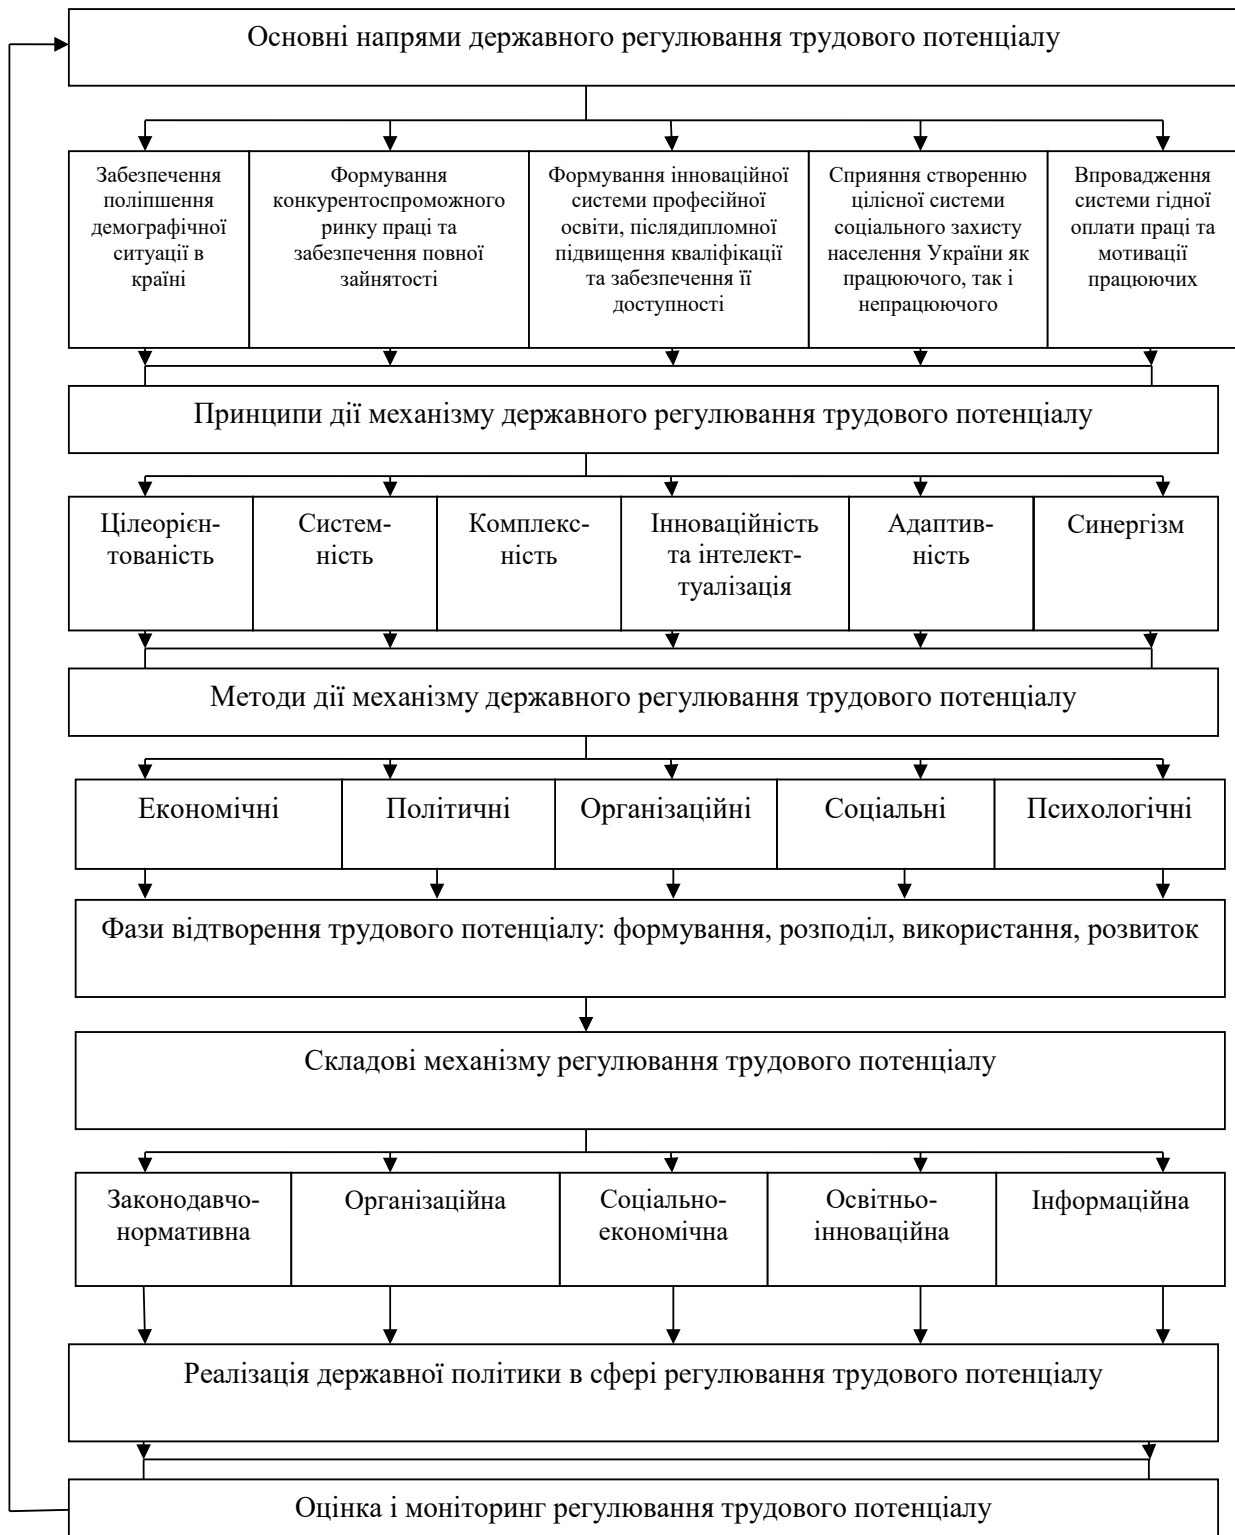 Основні напрями державного регулювання трудового потенціалу
Забезпечення
поліпшення
демографічної
ситуації в
країні
Формування
конкурентоспроможного
ринку праці та
забезпечення повної
зайнятості
Формування інноваційної
системи професійної
освіти, післядипломної
підвищення кваліфікації
та забезпечення її
доступності
Сприяння створенню
цілісної системи
соціального захисту
населення України як
працюючого, так і
непрацюючого
Впровадження
системи гідної
оплати праці та
мотивації
працюючих
Принципи дії механізму державного регулювання трудового потенціалу
Цілеорієн-
тованість
Систем-
ність
Комплекс-
ність
Інноваційність
та інтелект-
туалізація
Адаптив-
ність
Синергізм
Методи дії механізму державного регулювання трудового потенціалу
Економічні
Політичні
Організаційні
Соціальні
Психологічні
Фази відтворення трудового потенціалу: формування, розподіл, використання, розвиток
Складові механізму регулювання трудового потенціалу
Законодавчо-
нормативна
Організаційна
Соціально-
економічна
Освітньо-
інноваційна
Інформаційна
Реалізація державної політики в сфері регулювання трудового потенціалу
Оцінка і моніторинг регулювання трудового потенціалу